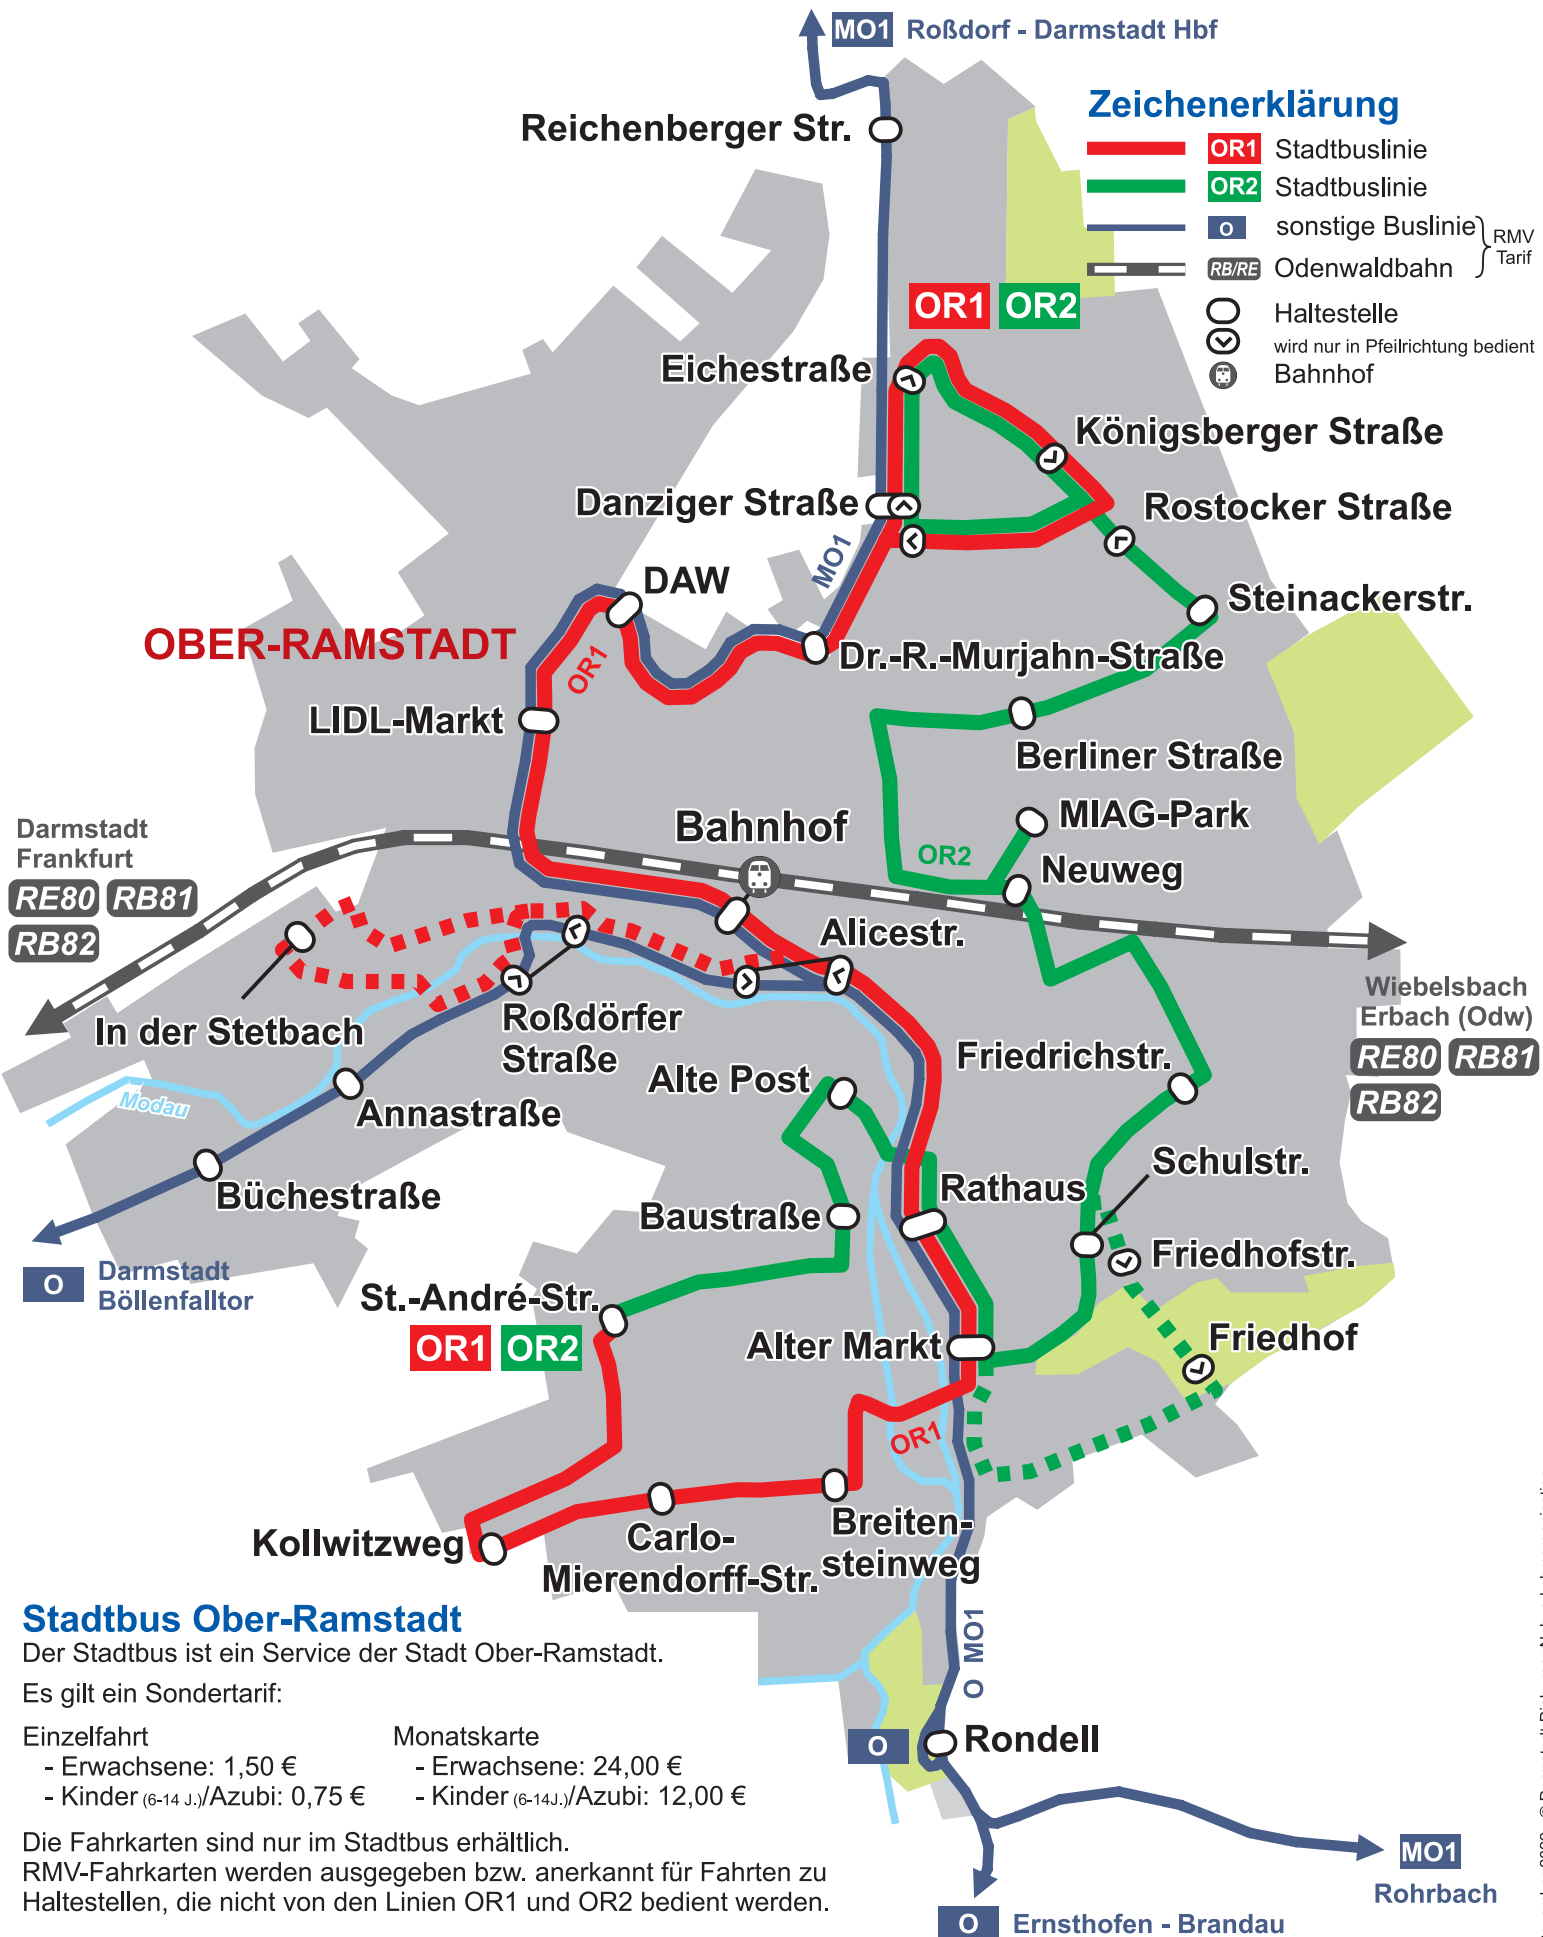 MO1 Roßdorf - Darmstadt Hbf
Zeichenerklärung
OR1 Stadtbuslinie
OR2 Stadtbuslinie
O sonstige Buslinie
RB/RE Odenwaldbahn
RMV
Tarif
Haltestelle
wird nur in Pfeilrichtung bedient
Bahnhof
Reichenberger Str.
OR1 OR2
Eichestraße
Königsberger Straße
Danziger Straße
Rostocker Straße
MO1
DAW
Steinackerstr.
OBER-RAMSTADT
OR1
Dr.-R.-Murjahn-Straße
LIDL-Markt
Berliner Straße
Darmstadt
Frankfurt
RE80 RB81
RB82
Bahnhof
MIAG-Park
OR2
Neuweg
Alicestr.
Wiebelsbach
Erbach (Odw)
RE80 RB81
RB82
In der Stetbach
Roßdörfer
Straße
Friedrichstr.
Alte Post
Modau
Annastraße
Schulstr.
Büchestraße
Rathaus
Baustraße
Friedhofstr.
O Darmstadt
Böllenfalltor
St.-André-Str.
OR1 OR2
Alter Markt
Friedhof
OR1
Kollwitzweg
Carlo-
Mierendorff-Str.
Breiten-
steinweg
O MO1
Stadtbus Ober-Ramstadt
Der Stadtbus ist ein Service der Stadt Ober-Ramstadt.
Es gilt ein Sondertarif:
Einzelfahrt
- Erwachsene: 1,50 €
- Kinder (6-14 J.)/Azubi: 0,75 €
Monatskarte
- Erwachsene: 24,00 €
- Kinder (6-14J.)/Azubi: 12,00 €
Die Fahrkarten sind nur im Stadtbus erhältlich.
RMV-Fahrkarten werden ausgegeben bzw. anerkannt für Fahrten zu
Haltestellen, die nicht von den Linien OR1 und OR2 bedient werden.
O Rondell
MO1
Rohrbach
O Ernsthofen - Brandau